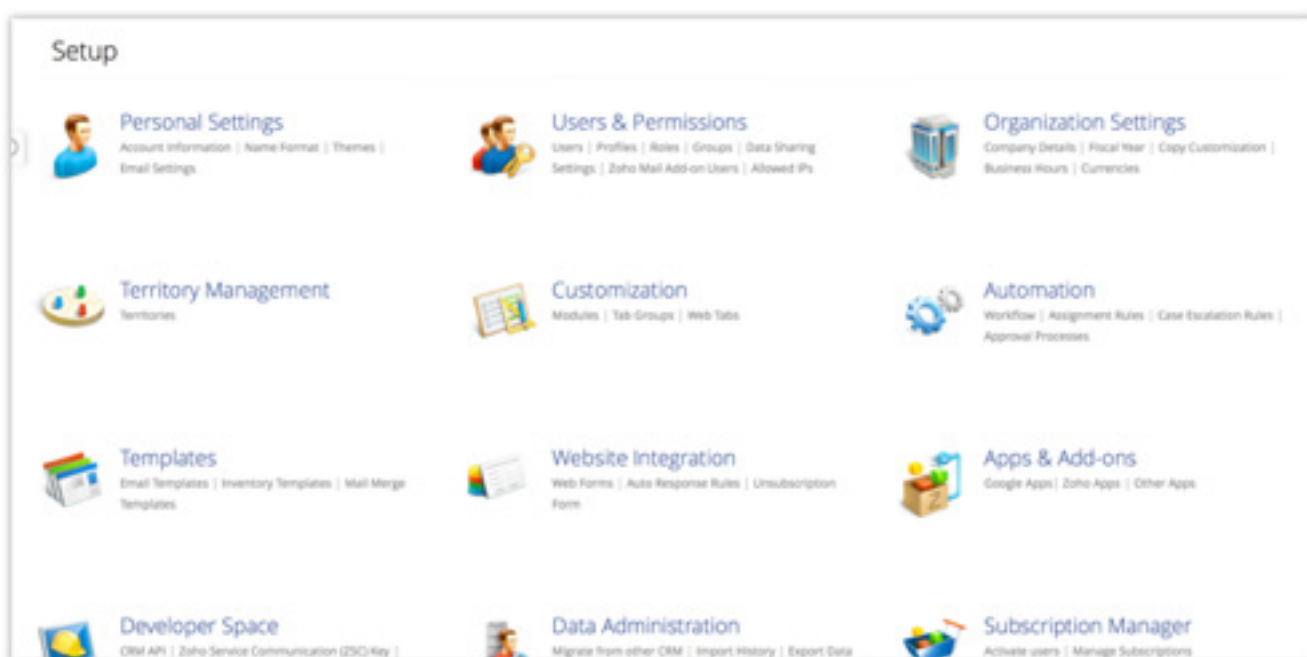 Setup
Personal Settings
Account Information | Name Format | Themes |
Email Settings
Users & Permissions
Users | Profiles | Roles | Groups | Data Sharing
Settings | Zoho Mail Add-on Users | Allowed IPs
Organization Settings
Company Details | Fiscal Year | Copy Customization |
Business Hours | Currencies
Territory Management
Territories
Customization
Modules | Tab Groups | Web Tabs
Automation
Workflow | Assignment Rules | Case Escalation Rules |
Approval Processes
Templates
Email Templates | Inventory Templates | Mail Merge
Templates
Website Integration
Web Forms | Auto Response Rules | Unsubscription
Form
Apps & Add-ons
Google Apps | Zoho Apps | Other Apps
Z
Developer Space
CRM API | Zoho Service Communication (ZSC) Key |
Data Administration
Migrate from other CRM | Import History | Export Data
Subscription Manager
Activate users | Manage Subscriptions